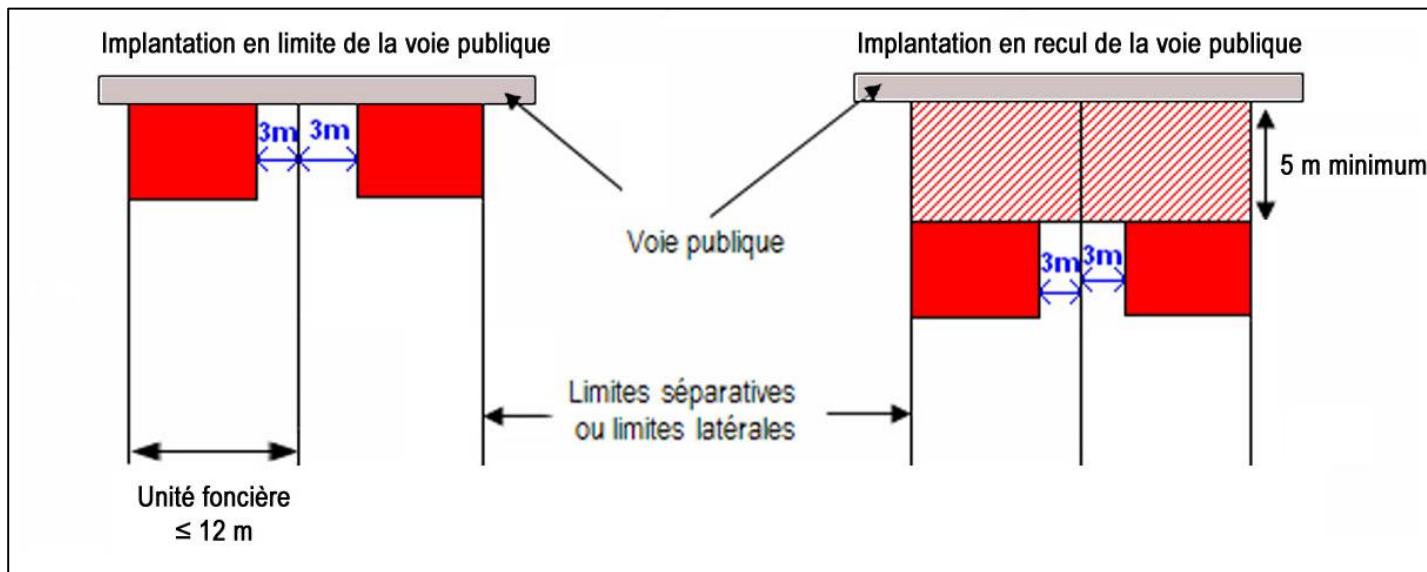 Implantation en limite de la voie publique
Implantation en recul de la voie publique
3m
3m
5 m minimum
Voie publique
3m
3m
Limites séparatives
ou limites latérales
Unité foncière
≤ 12 m